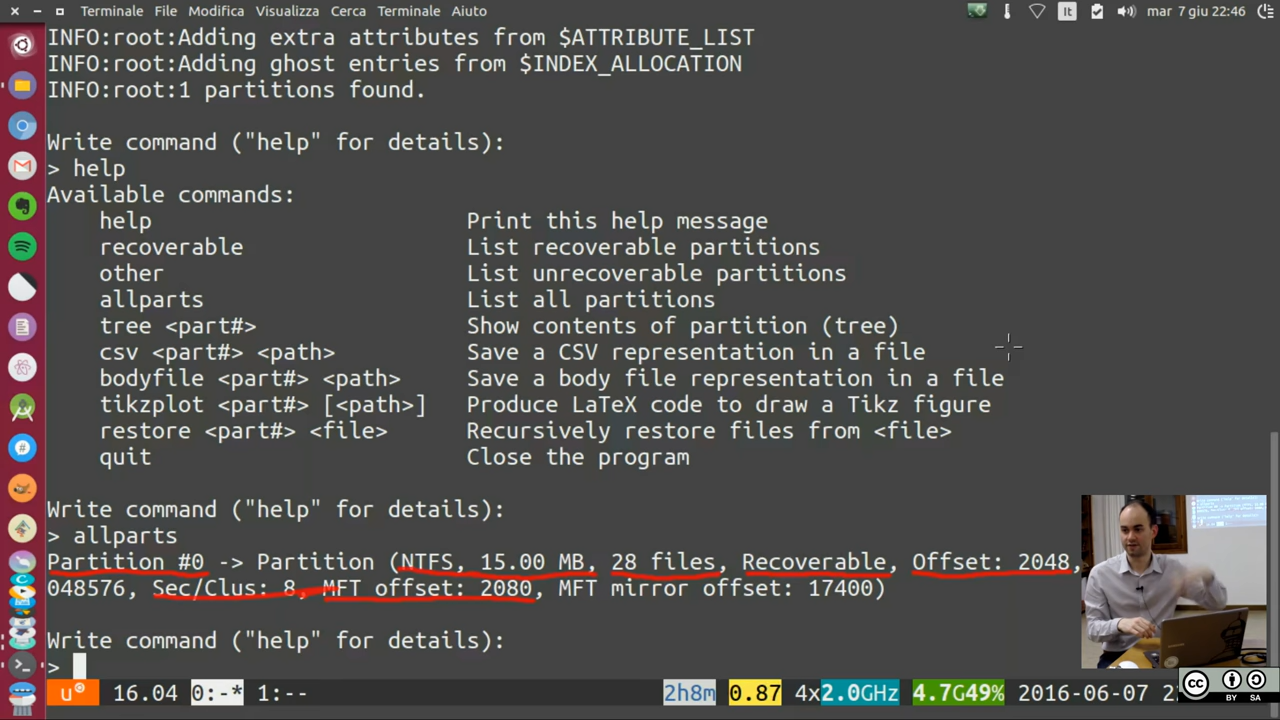 Terminale File Modifica Visualizza Cerca Terminale Aiuto It mar 7 giu 22:46
INFO:root:Adding extra attributes from $ATTRIBUTE_LIST
INFO:root:Adding ghost entries from $INDEX_ALLOCATION
INFO:root:1 partitions found.
Write command ("help" for details):
> help
Available commands:
help Print this help message
recoverable List recoverable partitions
other List unrecoverable partitions
allparts List all partitions
tree <part#> Show contents of partition (tree)
csv <part#> <path> Save a CSV representation in a file
bodyfile <part#> <path> Save a body file representation in a file
tikzplot <part#> [<path>] Produce LaTeX code to draw a Tikz figure
restore <part#> <file> Recursively restore files from <file>
quit Close the program
Write command ("help" for details):
> allparts
Partition #0 -> Partition (NTFS, 15.00 MB, 28 files, Recoverable, Offset: 2048,
048576, Sec/Clus: 8, MFT offset: 2080, MFT mirror offset: 17400)
Write command ("help" for details):
>
u 16.04 0:-* 1:-- 2h8m 0.87 4x2.0GHz 4.7G49% 2016-06-07
cc BY SA